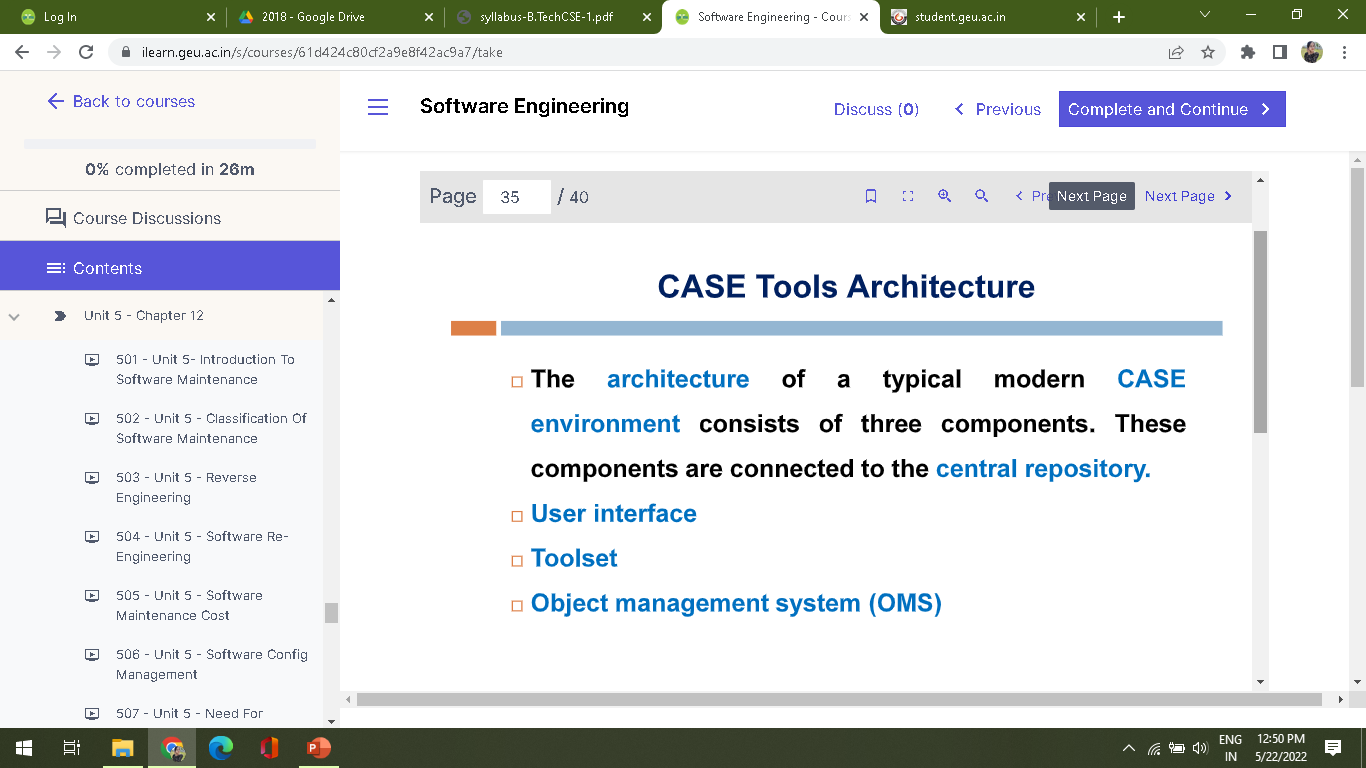 Log In
2018 - Google Drive
syllabus-B.TechCSE-1.pdf
Software Engineering - Cours
student.geu.ac.in
ilearn.geu.ac.in/s/courses/61d424c80cf2a9e8f42ac9a7/take
Back to courses
0% completed in 26m
Course Discussions
Contents
Unit 5 - Chapter 12
501 - Unit 5- Introduction To
Software Maintenance
502 - Unit 5 - Classification Of
Software Maintenance
503 - Unit 5 - Reverse
Engineering
504 - Unit 5 - Software Re-
Engineering
505 - Unit 5 - Software
Maintenance Cost
506 - Unit 5 - Software Config
Management
507 - Unit 5 - Need For
Software Engineering
Discuss (0)
Previous
Complete and Continue
Page 35 / 40
Pre
Next Page
Next Page
CASE Tools Architecture
The architecture of a typical modern CASE
environment consists of three components. These
components are connected to the central repository.
User interface
Toolset
Object management system (OMS)
ENG
IN
12:50 PM
5/22/2022